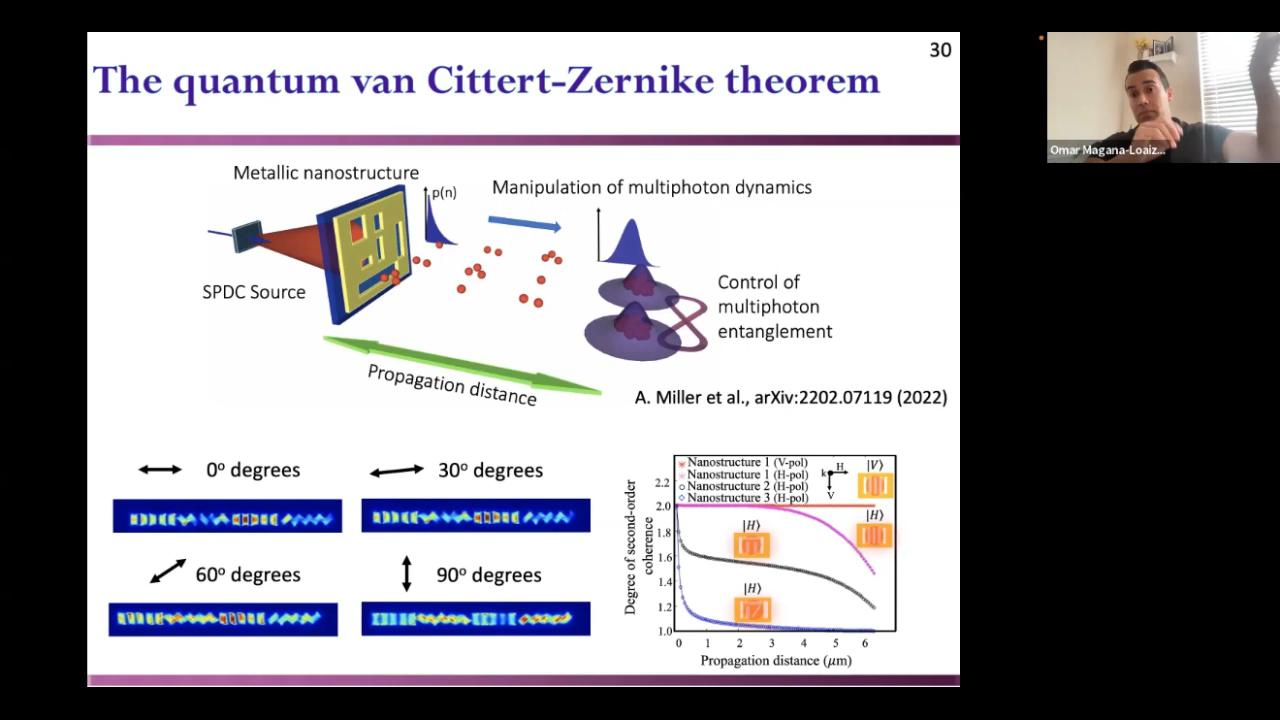 30
The quantum van Cittert-Zernike theorem
Omar Magana-Loaiz...
Metallic nanostructure
p(n)
Manipulation of multiphoton dynamics
SPDC Source
Control of
multiphoton
entanglement
Propagation distance
A. Miller et al., arXiv:2202.07119 (2022)
0° degrees
30° degrees
60° degrees
90° degrees
Degree of second-order
coherence
2.2
2.0
1.8
1.6
1.4
1.2
1.0
Nanostructure 1 (V-pol)
Nanostructure 1 (H-pol)
Nanostructure 2 (H-pol)
Nanostructure 3 (H-pol)
k H
V
|V⟩
|H⟩
|H⟩
|H⟩
0 1 2 3 4 5 6
Propagation distance (μm)